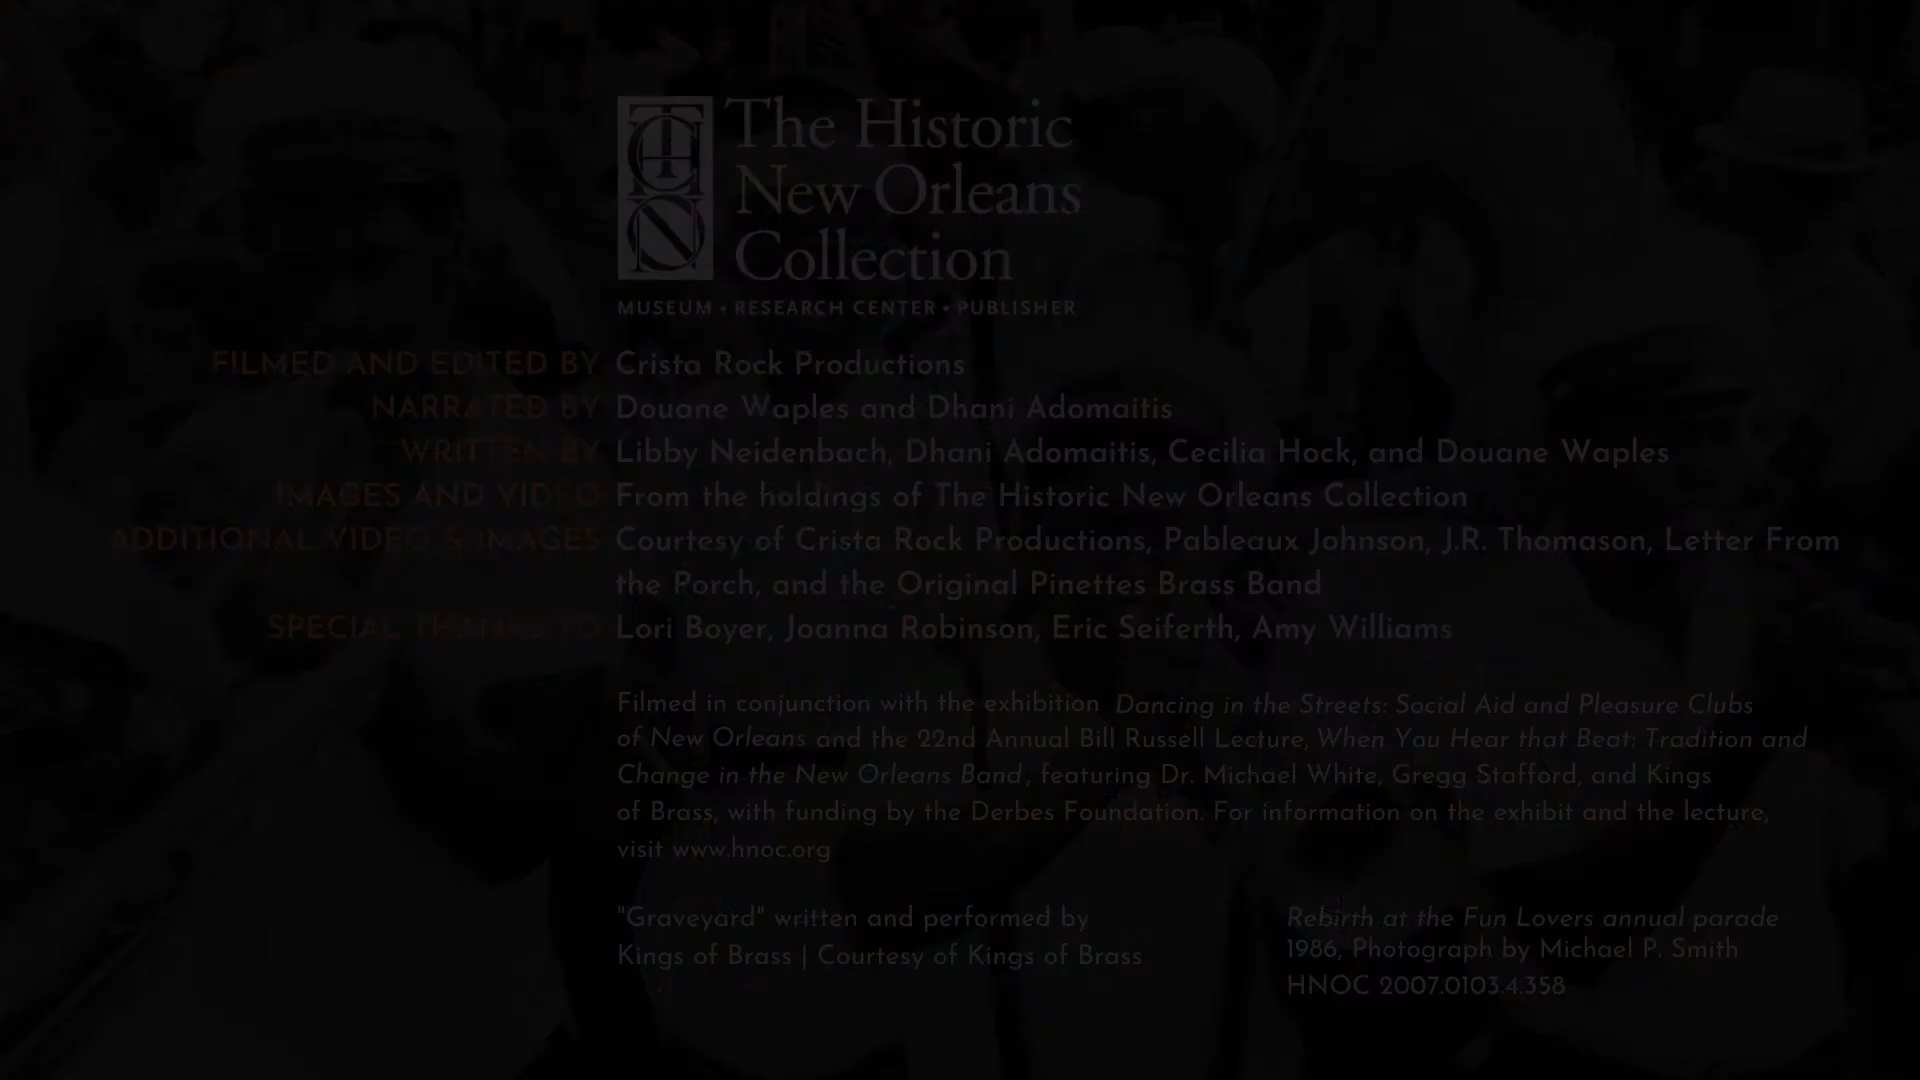 The Historic
New Orleans
Collection
MUSEUM • RESEARCH CENTER • PUBLISHER
FILMED AND EDITED BY Crista Rock Productions
NARRATED BY Douane Waples and Dhani Adomaitis
WRITTEN BY Libby Neidenbach, Dhani Adomaitis, Cecilia Hock, and Douane Waples
IMAGES AND VIDEO From the holdings of The Historic New Orleans Collection
ADDITIONAL VIDEO & IMAGES Courtesy of Crista Rock Productions, Pableaux Johnson, J.R. Thomason, Letter From
the Porch, and the Original Pinettes Brass Band
SPECIAL THANKS TO Lori Boyer, Joanna Robinson, Eric Seiferth, Amy Williams
Filmed in conjunction with the exhibition Dancing in the Streets: Social Aid and Pleasure Clubs
of New Orleans and the 22nd Annual Bill Russell Lecture, When You Hear that Beat: Tradition and
Change in the New Orleans Band, featuring Dr. Michael White, Gregg Stafford, and Kings
of Brass, with funding by the Derbes Foundation. For information on the exhibit and the lecture,
visit www.hnoc.org
"Graveyard" written and performed by
Kings of Brass | Courtesy of Kings of Brass
Rebirth at the Fun Lovers annual parade
1986, Photograph by Michael P. Smith
HNOC 2007.0103.4.358